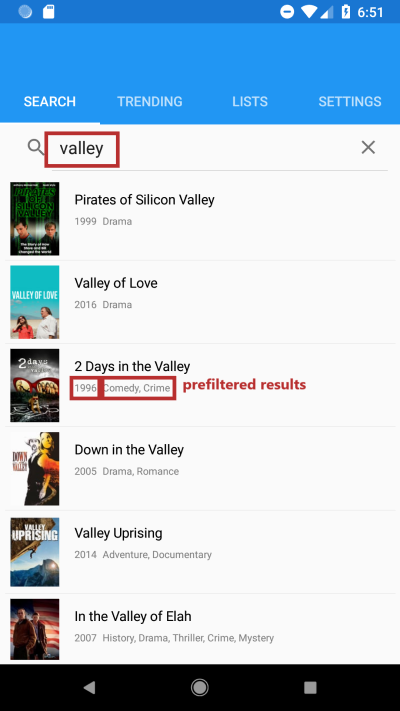 6:51
SEARCH TRENDING LISTS SETTINGS
valley
PIRATES OF SILICON VALLEY
Pirates of Silicon Valley
1999 Drama
VALLEY OF LOVE
Valley of Love
2016 Drama
2 days
2 Days in the Valley
1996 Comedy, Crime prefiltered results
DOWN IN THE VALLEY
Down in the Valley
2005 Drama, Romance
VALLEY UPRISING
Valley Uprising
2014 Adventure, Documentary
In the Valley of Elah
2007 History, Drama, Thriller, Crime, Mystery